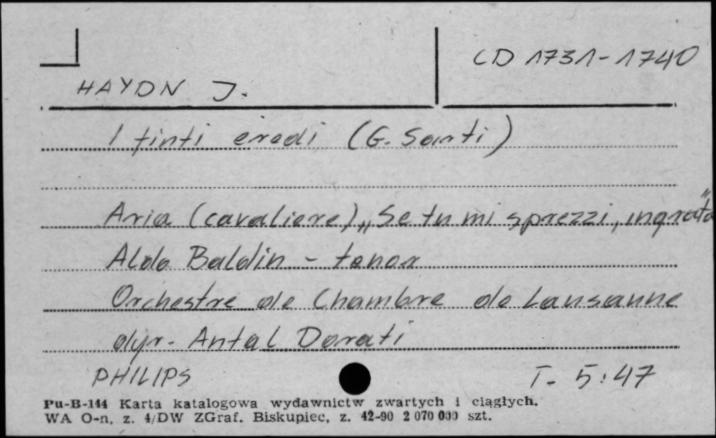 CD 1731-1740
HAYDN J.
I finti eredi (G. Sarti)
Aria (cavaliere) „Se tu mi sprezzi, ingrata"
Aldo Baldin - tenor
Orchestre de Chambre de Lausanne
dyr. Antal Dorati
PHILIPS T. 5:47
Pu-B-144 Karta katalogowa wydawnictw zwartych i ciągłych.
WA O-n, z. 4/DW ZGraf. Biskupiec, z. 42-90 2 070 000 szt.